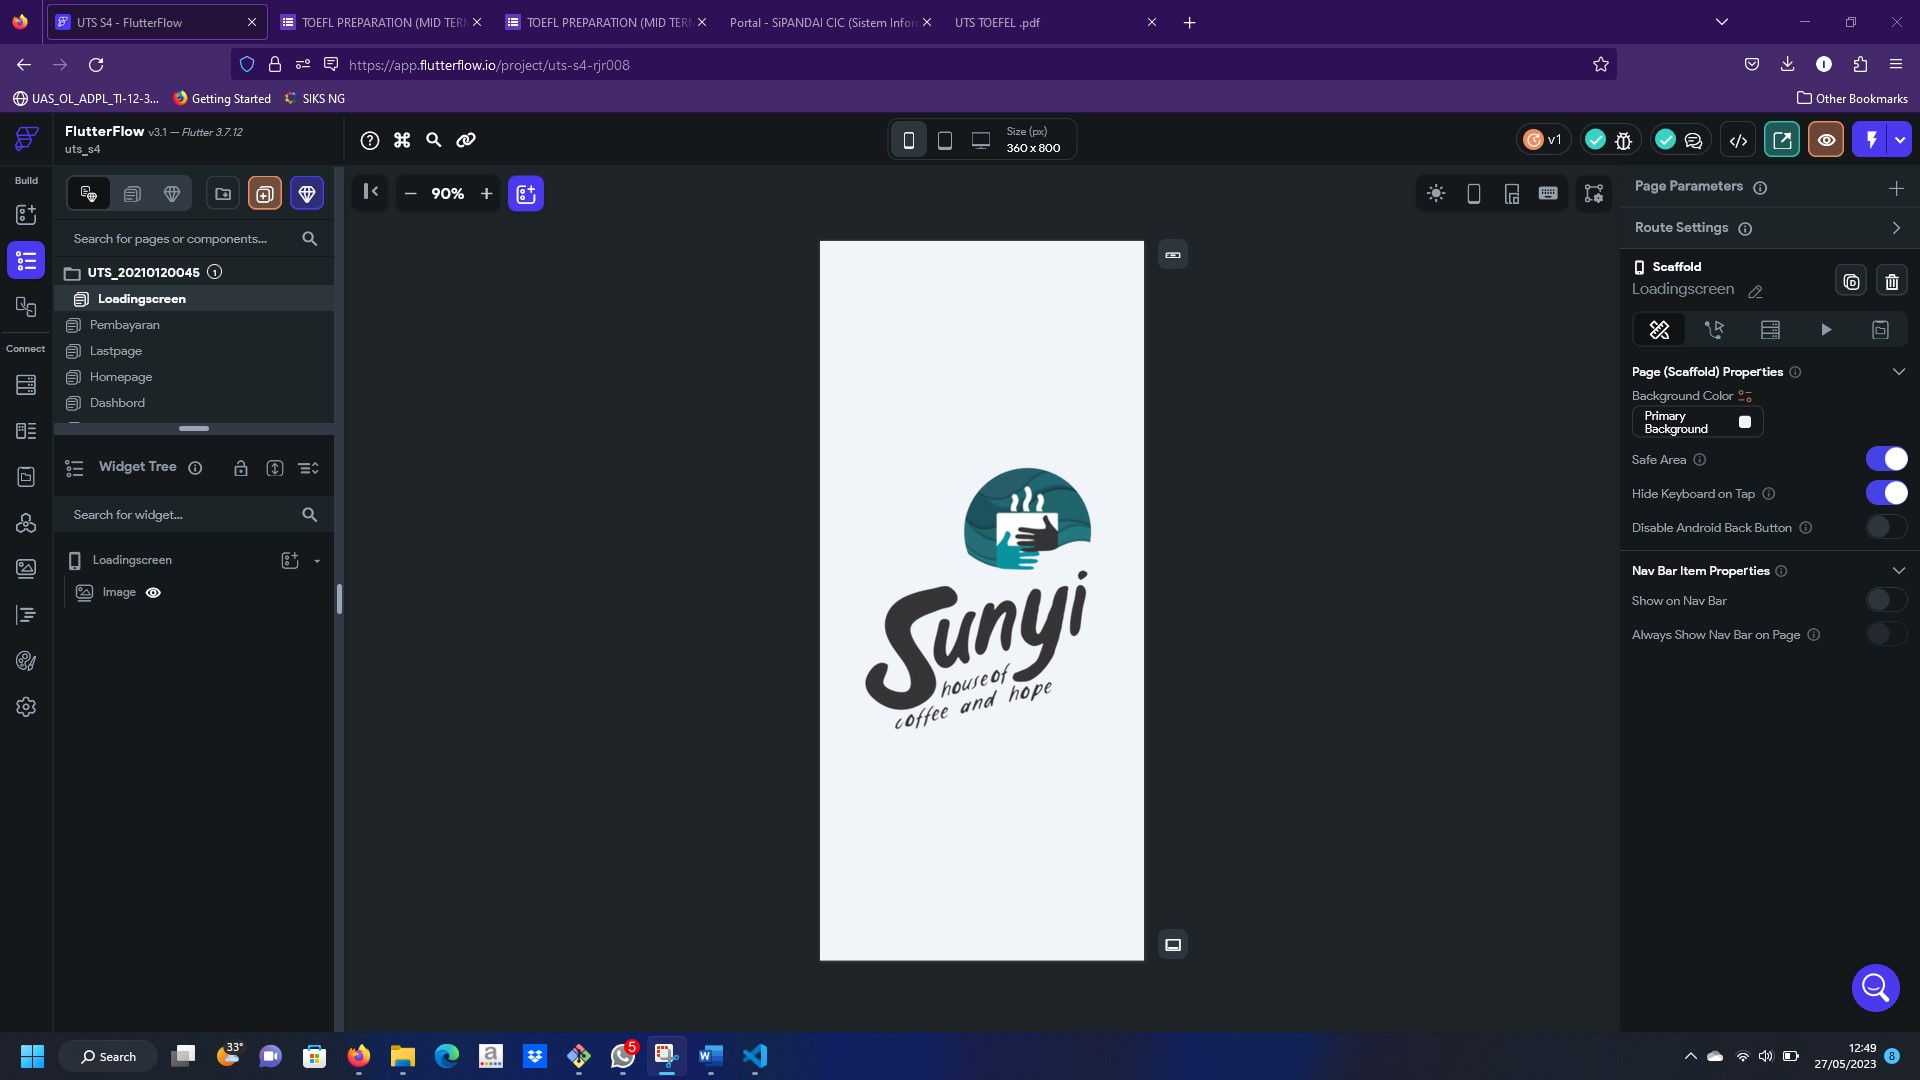 UTS S4 - FlutterFlow
TOEFL PREPARATION (MID TERM
TOEFL PREPARATION (MID TERM
Portal - SiPANDAI CIC (Sistem Infor
UTS TOEFEL .pdf
https://app.flutterflow.io/project/uts-s4-rjr008
UAS_OL_ADPL_TI-12-3...
Getting Started
SIKS NG
Other Bookmarks
FlutterFlow v3.1 — Flutter 3.7.12
uts_s4
Size (px)
360 x 800
v1
Build
90%
Page Parameters
Search for pages or components...
Route Settings
UTS_20210120045 1
Scaffold
Loadingscreen
Loadingscreen
Pembayaran
Connect
Lastpage
Homepage
Dashbord
Page (Scaffold) Properties
Background Color
Primary
Background
Widget Tree
Safe Area
Hide Keyboard on Tap
Search for widget...
Disable Android Back Button
Loadingscreen
Image
Nav Bar Item Properties
Show on Nav Bar
Always Show Nav Bar on Page
Sunyi
house of
coffee and hope
33°
Search
a
5
12:49
27/05/2023
8